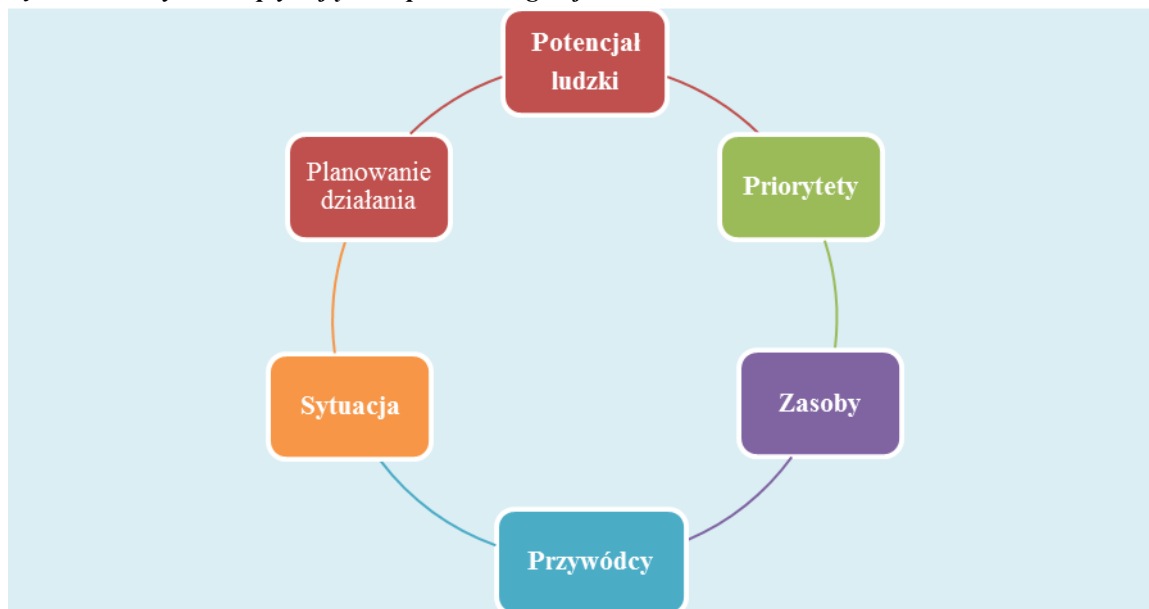 Potencjał
ludzki
Planowanie
działania
Priorytety
Sytuacja
Zasoby
Przywódcy